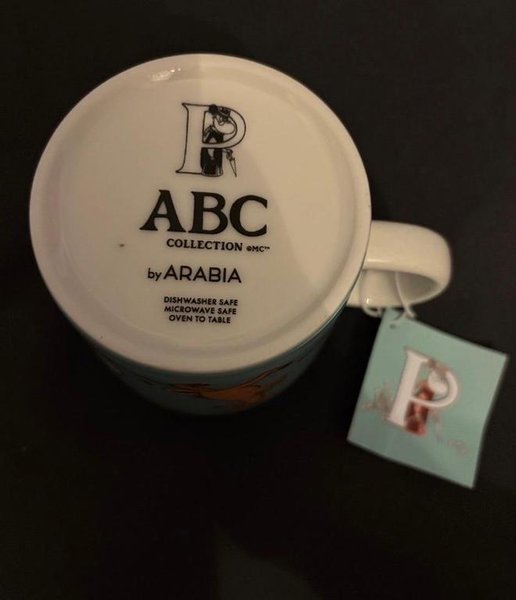 P
ABC
COLLECTION ©MC™
by ARABIA
DISHWASHER SAFE
MICROWAVE SAFE
OVEN TO TABLE
P